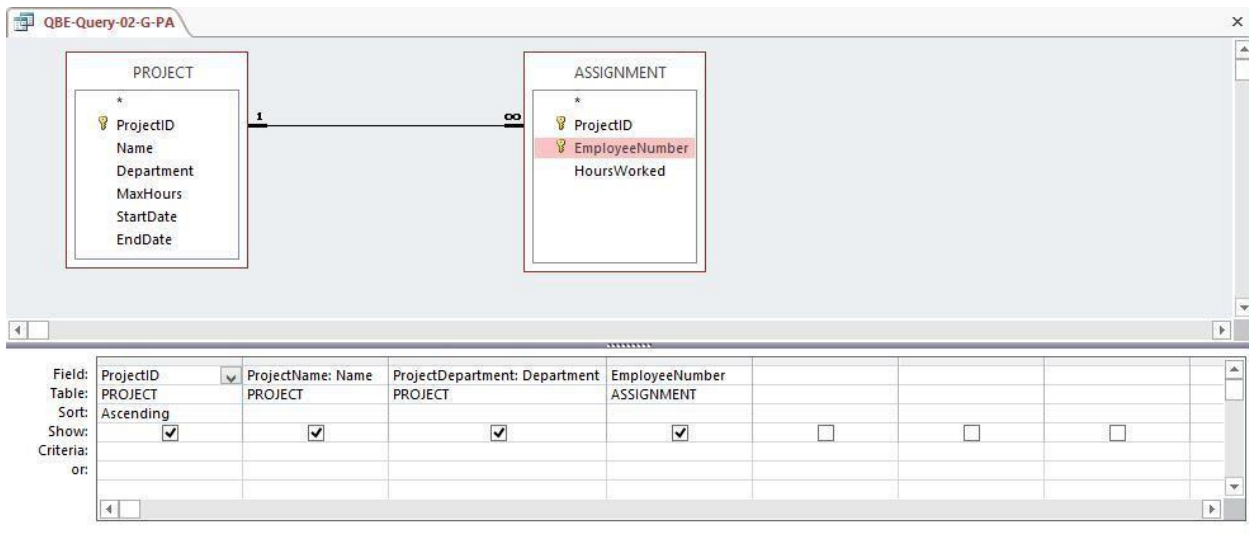 QBE-Query-02-G-PA
PROJECT
*
ProjectID
Name
Department
MaxHours
StartDate
EndDate
1
∞
ASSIGNMENT
*
ProjectID
EmployeeNumber
HoursWorked
Field: ProjectID ProjectName: Name ProjectDepartment: Department EmployeeNumber
Table: PROJECT PROJECT PROJECT ASSIGNMENT
Sort: Ascending
Show:
Criteria:
or: